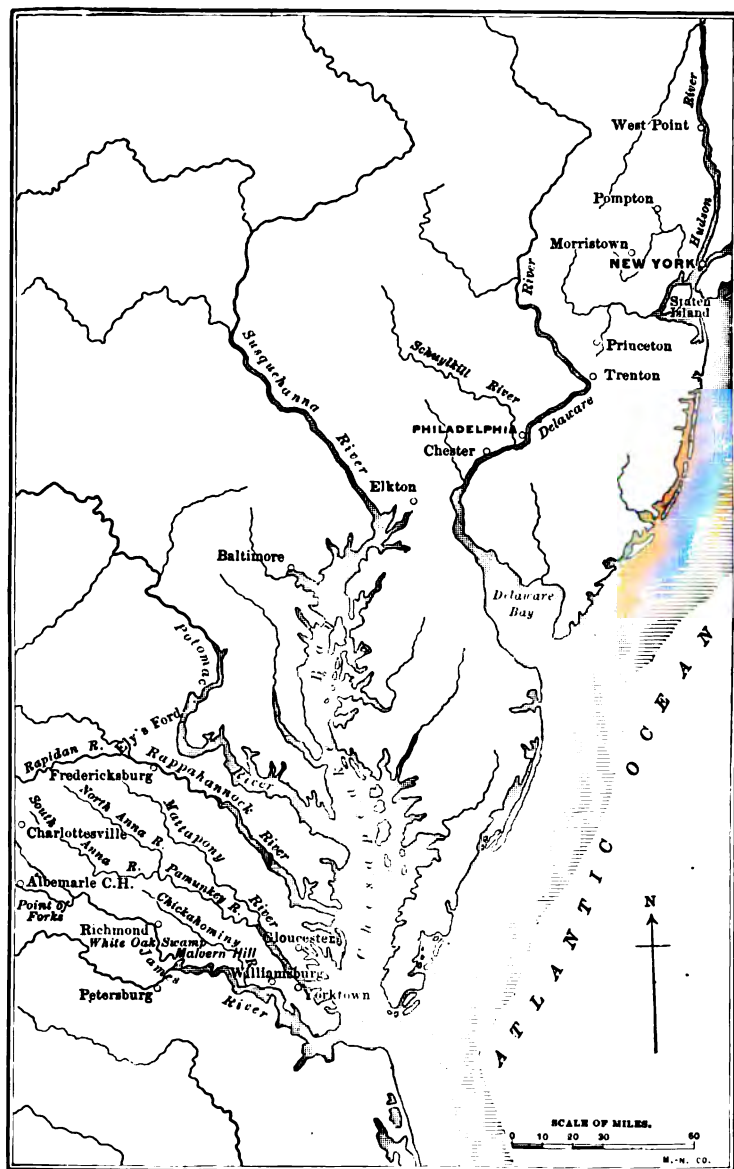 West Point
River
Pompton
Hudson
Morristown
NEW YORK
River
Staten
Island
Princeton
Trenton
Susquehanna
River
Schuylkill
River
PHILADELPHIA
Delaware
Chester
Elkton
Baltimore
Delaware
Bay
Potomac
River
Ely's Ford
Rapidan R.
Fredericksburg
Rappahannock
River
North Anna R.
Mattapony
River
South
Anna R.
Charlottesville
Pamunkey R.
Albemarle C.H.
Point of
Forks
Chickahominy
R.
Richmond
White Oak Swamp
Gloucester
Malvern Hill
Williamsburg
James
River
Petersburg
Yorktown
Chesapeake
Bay
ATLANTIC OCEAN
N
SCALE OF MILES.
0 10 20 30 60
M.-N. CO.